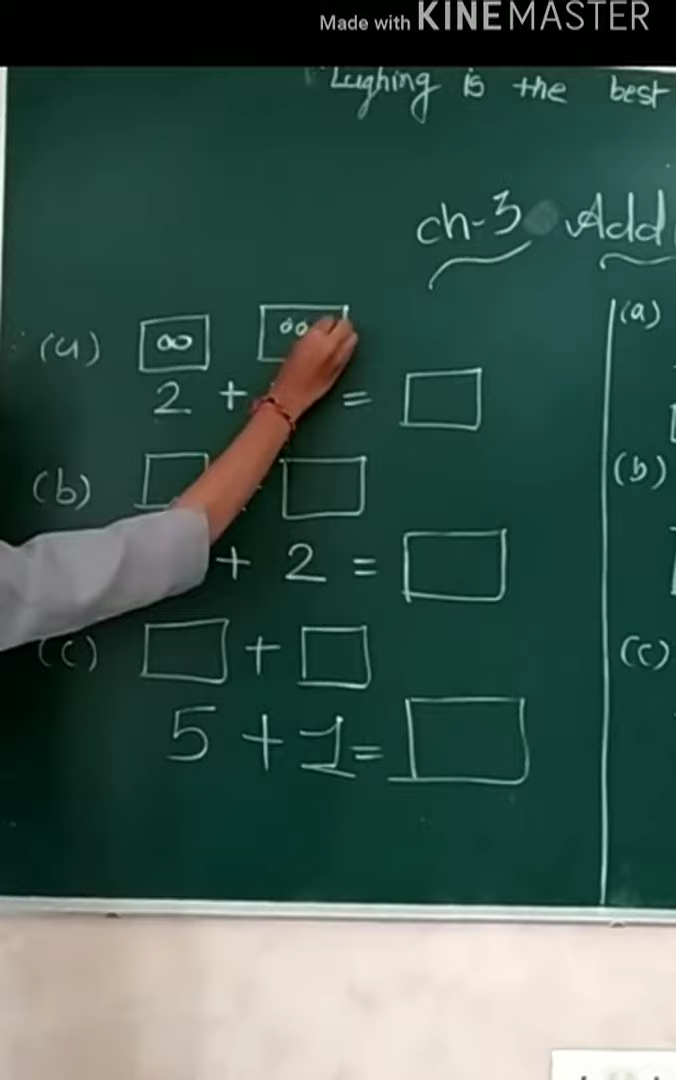 Made with KINEMASTER
Lughing is the best
ch-3 Add
(a)
2 + =
(b)
+ 2 =
(c) +
5 + 1 =
(a)
(b)
(c)